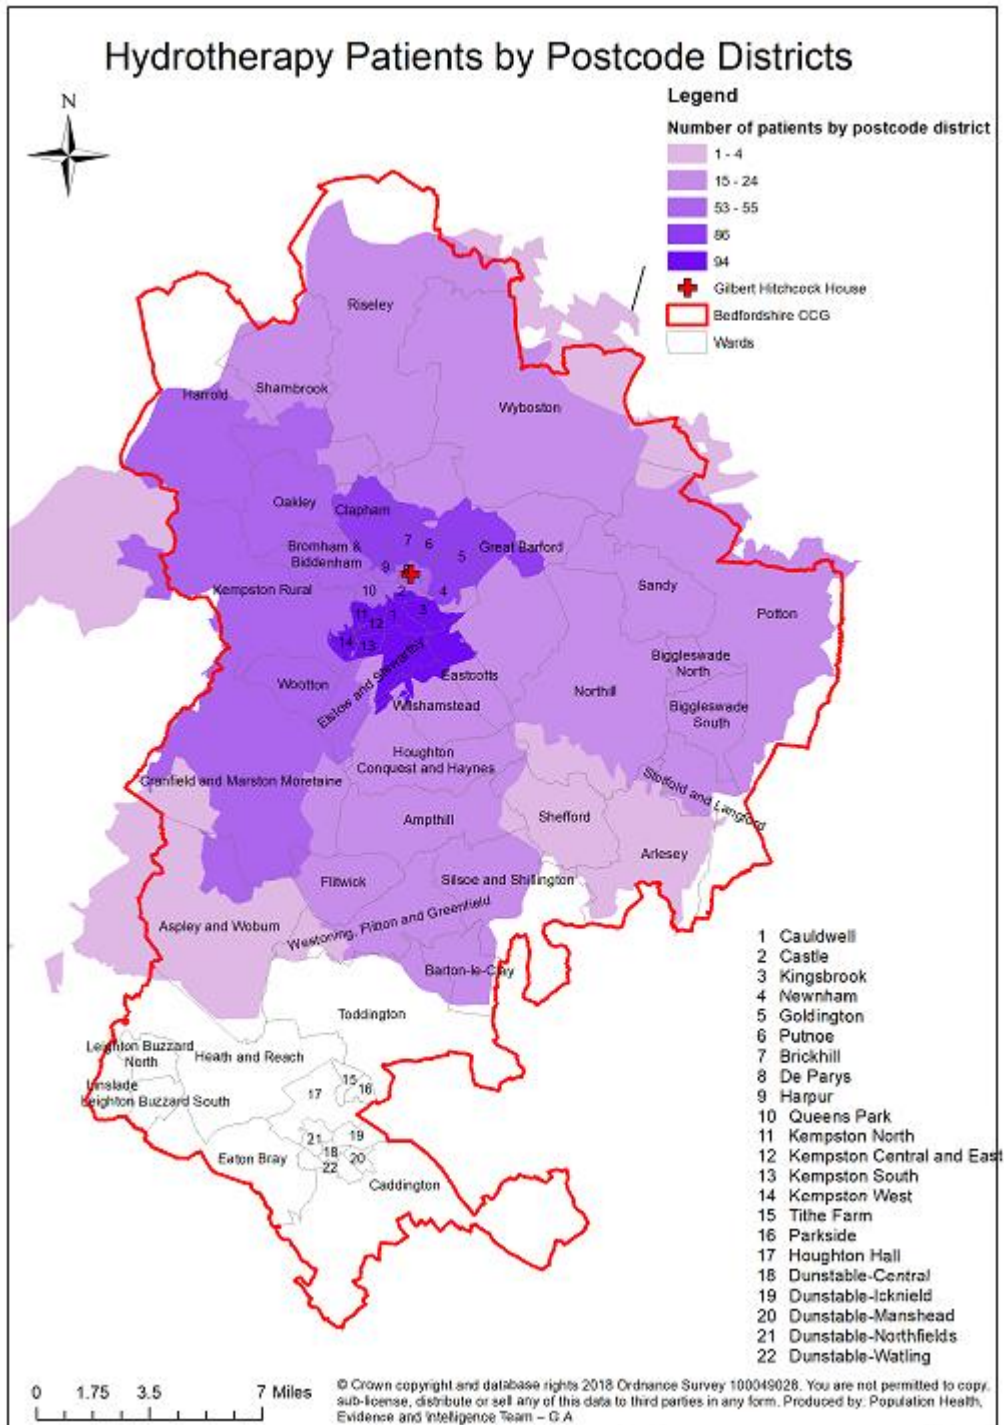 Hydrotherapy Patients by Postcode Districts
N
Legend
Number of patients by postcode district
1 - 4
15 - 24
53 - 55
86
94
Gilbert Hitchcock House
Bedfordshire CCG
Wards
Riseley
Harrold
Sharnbrook
Wyboston
Oakley
Clapham
7
6
5
Great Barford
Bromham &
Biddenham
9
8
Kempston Rural
10
2
4
Sandy
Potton
11
1
3
12
14
13
Biggleswade
North
Elstow and Stewartby
Eastcotts
Wootton
Northill
Wilshamstead
Biggleswade
South
Houghton
Conquest and Haynes
Cranfield and Marston Moretaine
Stotfold and Langford
Ampthill
Shefford
Arlesey
Flitwick
Silsoe and Shillington
Aspley and Woburn
Westoning, Flitton and Greenfield
Barton-le-Clay
Toddington
Leighton Buzzard
North
Heath and Reach
Linslade
Leighton Buzzard South
15
16
17
21
19
18
20
22
Eaton Bray
Caddington
1 Cauldwell
2 Castle
3 Kingsbrook
4 Newnham
5 Goldington
6 Putnoe
7 Brickhill
8 De Parys
9 Harpur
10 Queens Park
11 Kempston North
12 Kempston Central and East
13 Kempston South
14 Kempston West
15 Tithe Farm
16 Parkside
17 Houghton Hall
18 Dunstable-Central
19 Dunstable-Icknield
20 Dunstable-Manshead
21 Dunstable-Northfields
22 Dunstable-Watling
0 1.75 3.5 7 Miles
© Crown copyright and database rights 2018 Ordnance Survey 100049028. You are not permitted to copy,
sub-license, distribute or sell any of this data to third parties in any form. Produced by: Population Health,
Evidence and Intelligence Team – G.A